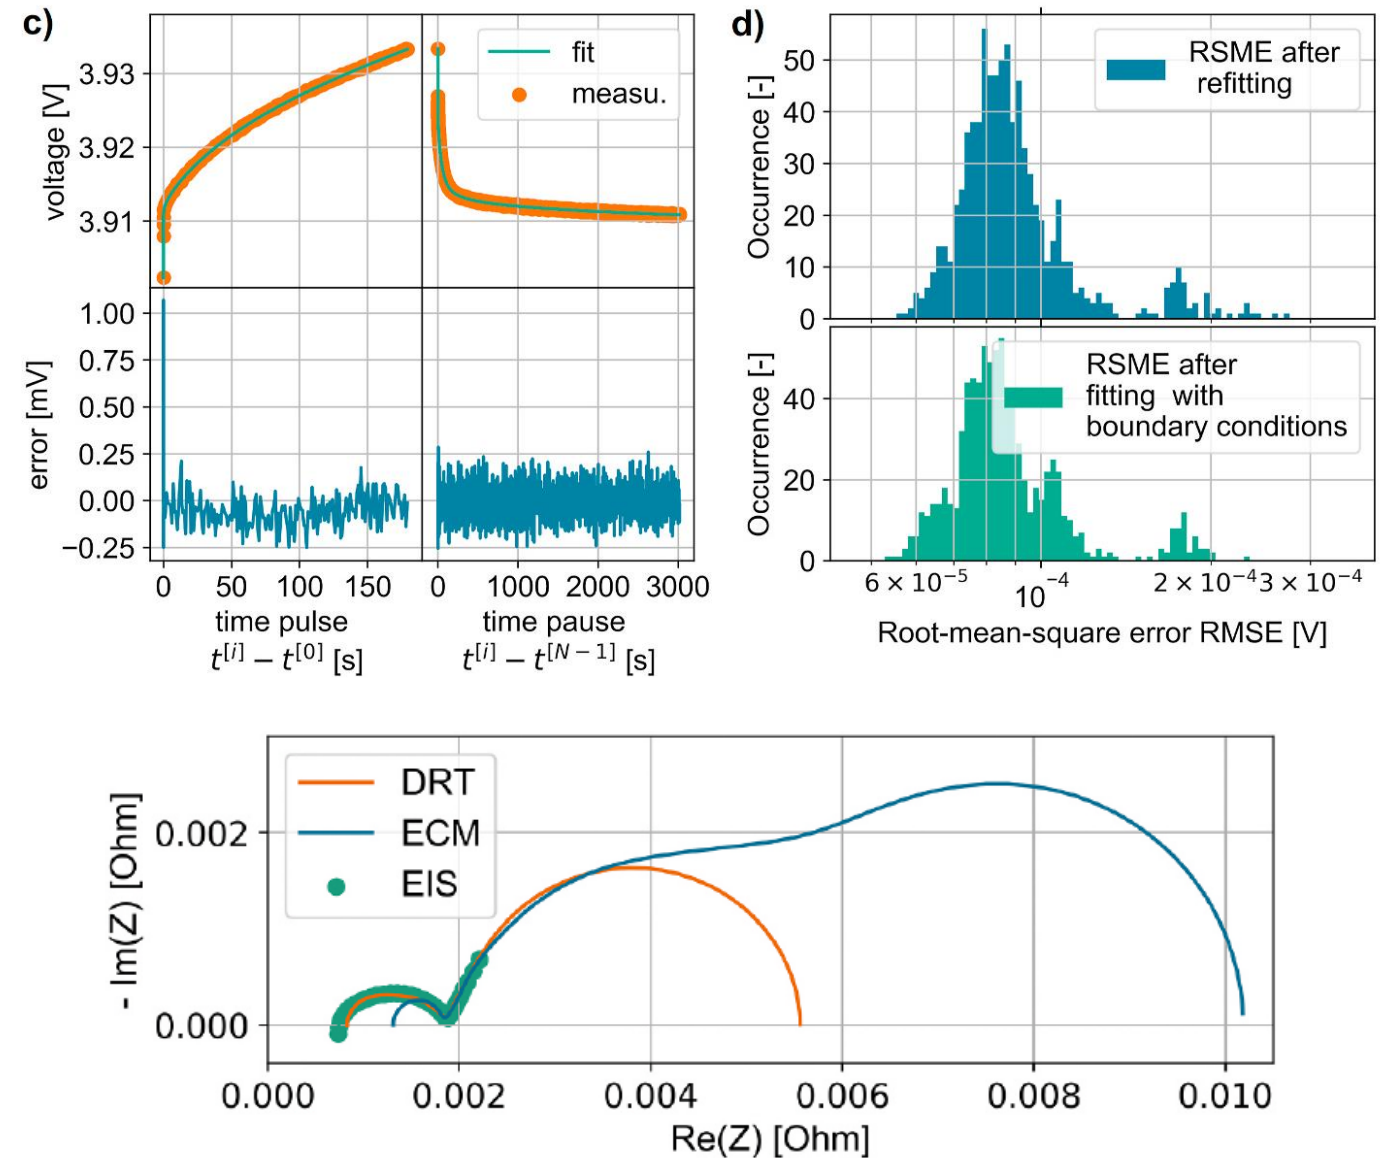 c)
voltage [V]
3.93
3.92
3.91
fit
measu.
error [mV]
1.00
0.75
0.50
0.25
0.00
−0.25
0 50 100 150
0 1000 2000 3000
time pulse
t^[i] − t^[0] [s]
time pause
t^[i] − t^[N − 1] [s]
d)
Occurrence [-]
50
40
30
20
10
0
RSME after
refitting
Occurrence [-]
40
20
0
RSME after
fitting with
boundary conditions
6 × 10^−5
10^−4
2 × 10^−4
3 × 10^−4
Root-mean-square error RMSE [V]
- Im(Z) [Ohm]
0.002
0.000
DRT
ECM
EIS
0.000 0.002 0.004 0.006 0.008 0.010
Re(Z) [Ohm]